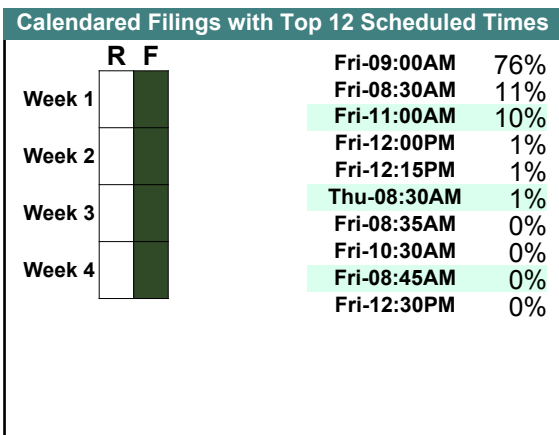 Calendared Filings with Top 12 Scheduled Times
R F
Week 1
Week 2
Week 3
Week 4
Fri-09:00AM 76%
Fri-08:30AM 11%
Fri-11:00AM 10%
Fri-12:00PM 1%
Fri-12:15PM 1%
Thu-08:30AM 1%
Fri-08:35AM 0%
Fri-10:30AM 0%
Fri-08:45AM 0%
Fri-12:30PM 0%